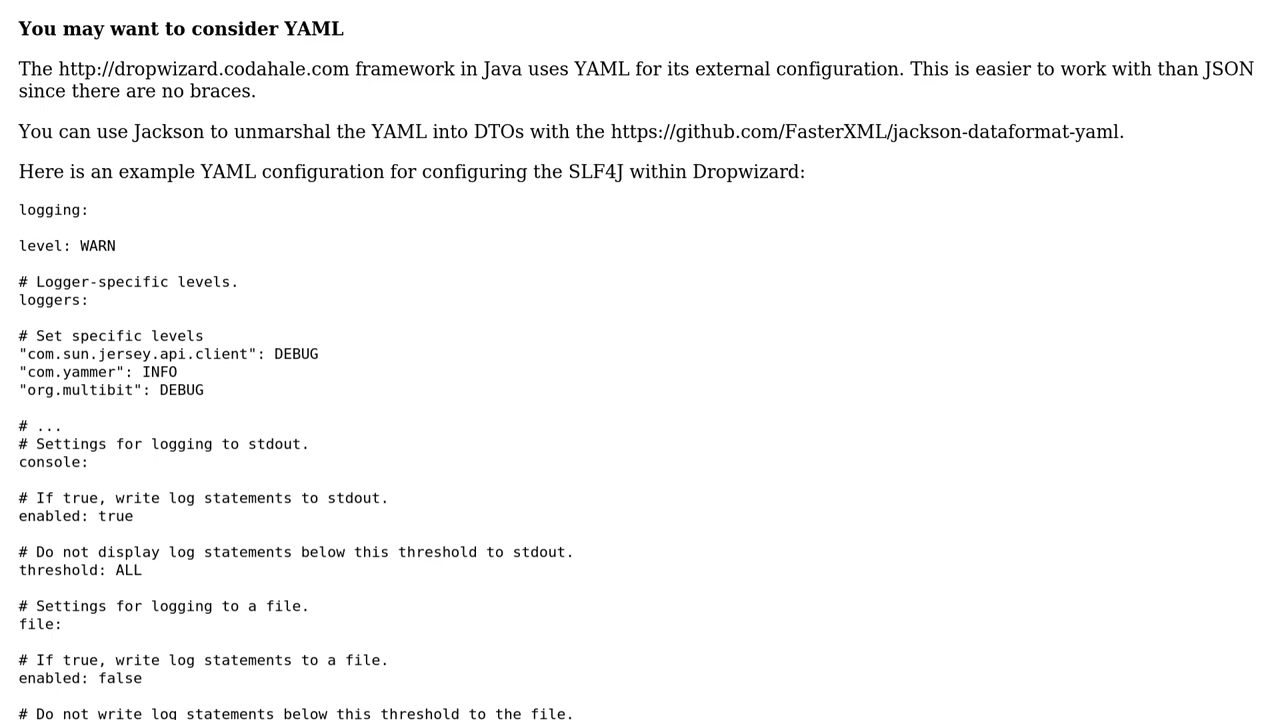 You may want to consider YAML
The http://dropwizard.codahale.com framework in Java uses YAML for its external configuration. This is easier to work with than JSON
since there are no braces.
You can use Jackson to unmarshal the YAML into DTOs with the https://github.com/FasterXML/jackson-dataformat-yaml.
Here is an example YAML configuration for configuring the SLF4J within Dropwizard:
logging:
level: WARN
# Logger-specific levels.
loggers:
# Set specific levels
"com.sun.jersey.api.client": DEBUG
"com.yammer": INFO
"org.multibit": DEBUG
# ...
# Settings for logging to stdout.
console:
# If true, write log statements to stdout.
enabled: true
# Do not display log statements below this threshold to stdout.
threshold: ALL
# Settings for logging to a file.
file:
# If true, write log statements to a file.
enabled: false
# Do not write log statements below this threshold to the file.